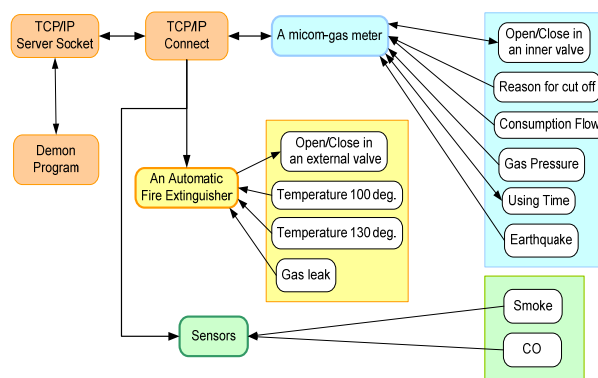 TCP/IP
Server Socket
TCP/IP
Connect
A micom-gas meter
Open/Close in
an inner valve
Reason for cut off
Consumption Flow
Gas Pressure
Using Time
Earthquake
Demon
Program
An Automatic
Fire Extinguisher
Open/Close in
an external valve
Temperature 100 deg.
Temperature 130 deg.
Gas leak
Sensors
Smoke
CO